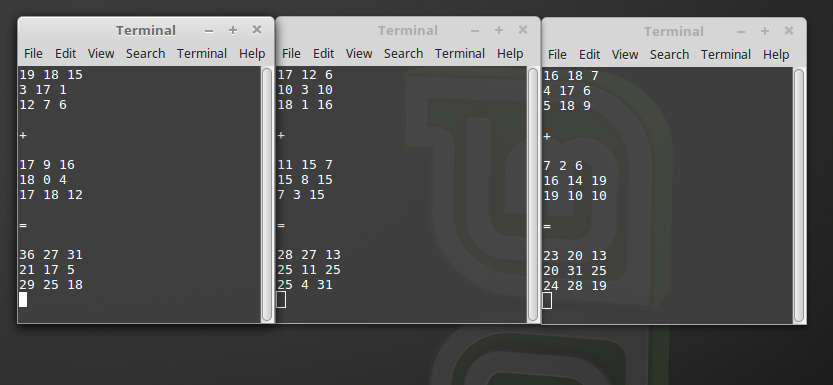 Terminal
File Edit View Search Terminal Help
19 18 15
3 17 1
12 7 6
+
17 9 16
18 0 4
17 18 12
=
36 27 31
21 17 5
29 25 18
Terminal
File Edit View Search Terminal Help
17 12 6
10 3 10
18 1 16
+
11 15 7
15 8 15
7 3 15
=
28 27 13
25 11 25
25 4 31
Terminal
File Edit View Search Terminal Help
16 18 7
4 17 6
5 18 9
+
7 2 6
16 14 19
19 10 10
=
23 20 13
20 31 25
24 28 19